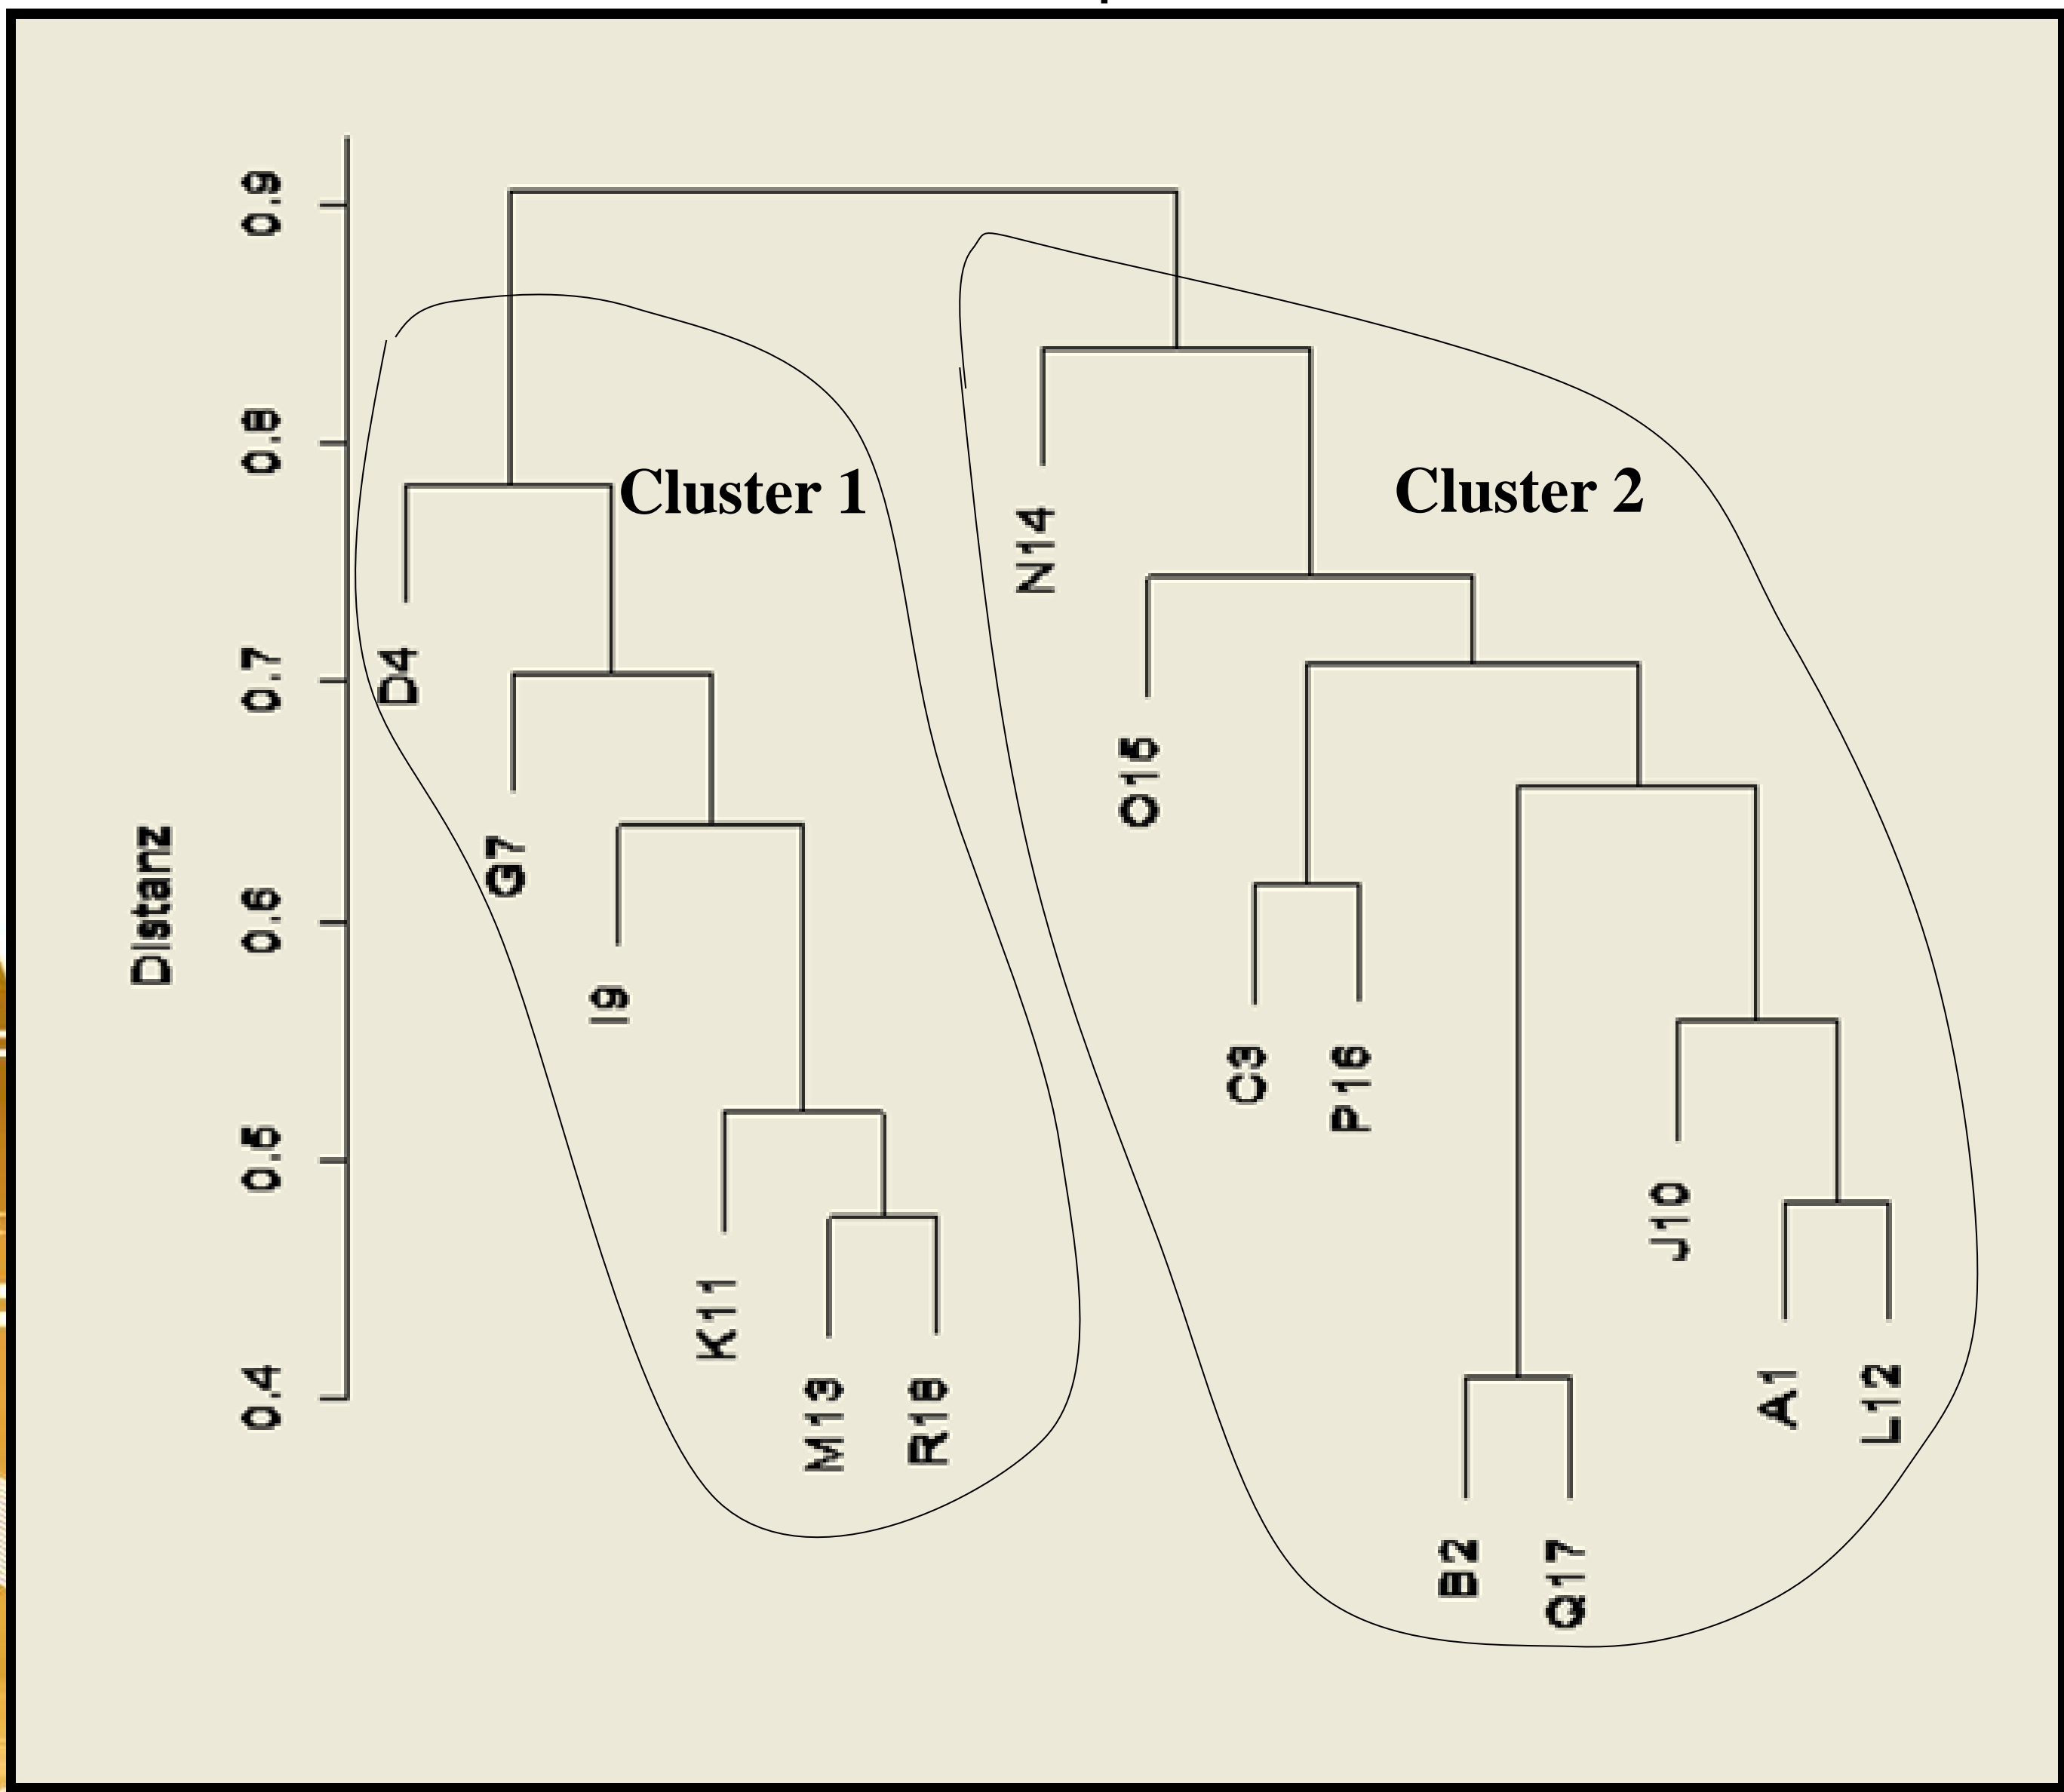 Distanz
0.9
0.8
0.7
0.6
0.5
0.4
Cluster 1
Cluster 2
D4
G7
I9
K11
M13
R18
N14
O15
C3
P16
B2
Q17
J10
A1
L12